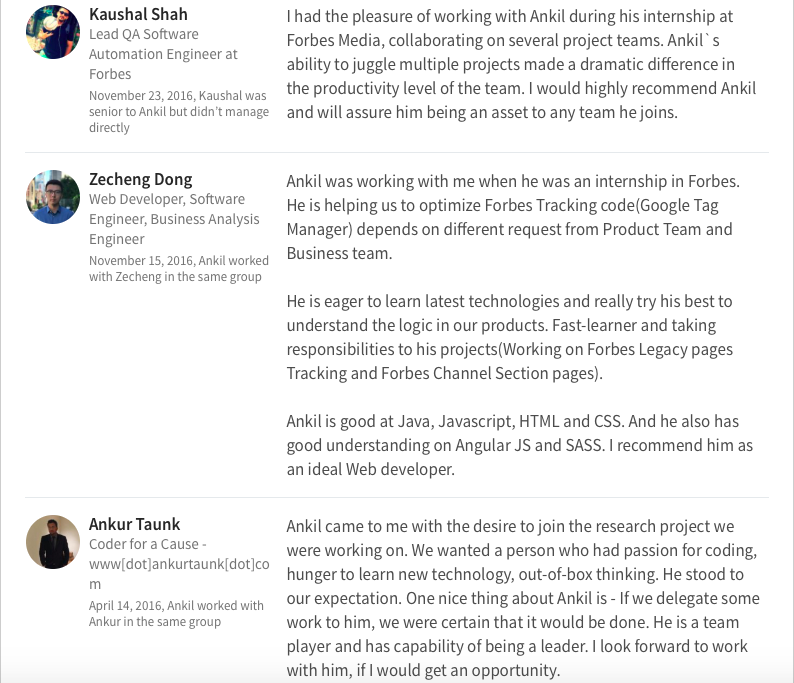 Kaushal Shah
Lead QA Software
Automation Engineer at
Forbes
November 23, 2016, Kaushal was
senior to Ankil but didn't manage
directly
I had the pleasure of working with Ankil during his internship at
Forbes Media, collaborating on several project teams. Ankil`s
ability to juggle multiple projects made a dramatic difference in
the productivity level of the team. I would highly recommend Ankil
and will assure him being an asset to any team he joins.
Zecheng Dong
Web Developer, Software
Engineer, Business Analysis
Engineer
November 15, 2016, Ankil worked
with Zecheng in the same group
Ankil was working with me when he was an internship in Forbes.
He is helping us to optimize Forbes Tracking code(Google Tag
Manager) depends on different request from Product Team and
Business team.
He is eager to learn latest technologies and really try his best to
understand the logic in our products. Fast-learner and taking
responsibilities to his projects(Working on Forbes Legacy pages
Tracking and Forbes Channel Section pages).
Ankil is good at Java, Javascript, HTML and CSS. And he also has
good understanding on Angular JS and SASS. I recommend him as
an ideal Web developer.
Ankur Taunk
Coder for a Cause -
www[dot]ankurtaunk[dot]co
m
April 14, 2016, Ankil worked with
Ankur in the same group
Ankil came to me with the desire to join the research project we
were working on. We wanted a person who had passion for coding,
hunger to learn new technology, out-of-box thinking. He stood to
our expectation. One nice thing about Ankil is - If we delegate some
work to him, we were certain that it would be done. He is a team
player and has capability of being a leader. I look forward to work
with him, if I would get an opportunity.